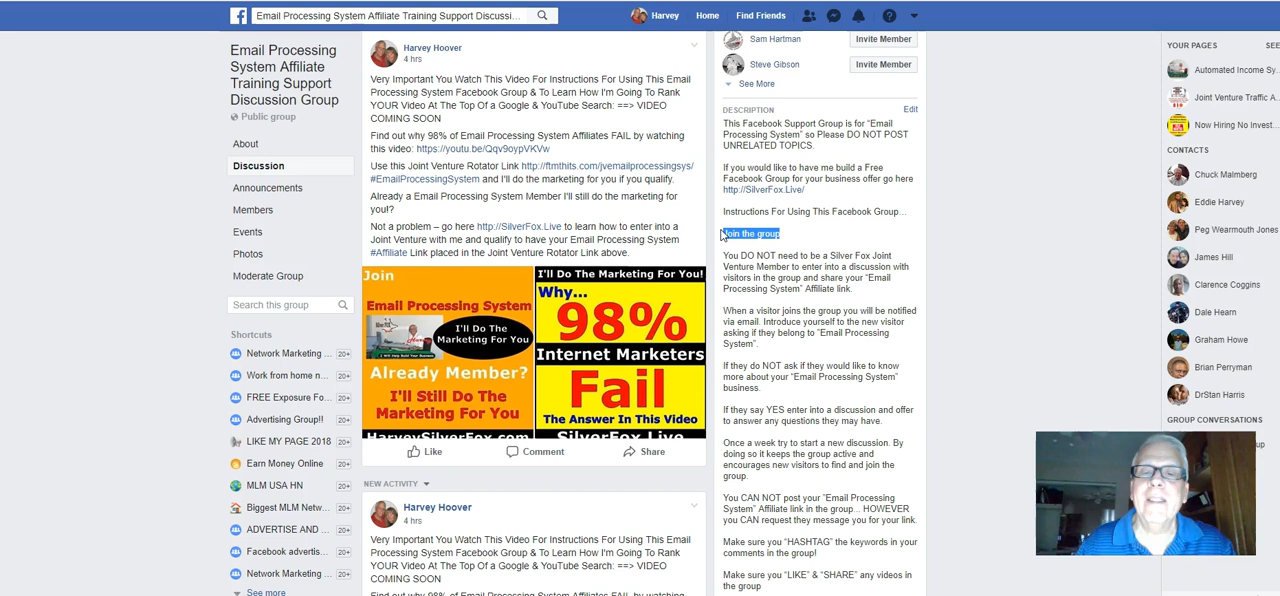 Email Processing System Affiliate Training Support Discussi...
Harvey
Home
Find Friends
Email Processing
System Affiliate
Training Support
Discussion Group
Public group
About
Discussion
Announcements
Members
Events
Photos
Moderate Group
Search this group
Shortcuts
Network Marketing ... 20+
Work from home n... 20+
FREE Exposure Fo... 20+
Advertising Group!! 20+
LIKE MY PAGE 2018 20+
Earn Money Online 20+
MLM USA HN 20+
Biggest MLM Netw... 20+
ADVERTISE AND ... 20+
Facebook advertis... 20+
Network Marketing ... 20+
See more
Harvey Hoover
4 hrs
Very Important You Watch This Video For Instructions For Using This Email
Processing System Facebook Group & To Learn How I'm Going To Rank
YOUR Video At The Top Of a Google & YouTube Search: ==> VIDEO
COMING SOON
Find out why 98% of Email Processing System Affiliates FAIL by watching
this video: https://youtu.be/Qqv9oypVKVw
Use this Joint Venture Rotator Link http://ftmthits.com/jvemailprocessingsys/
#EmailProcessingSystem and I'll do the marketing for you if you qualify.
Already a Email Processing System Member I'll still do the marketing for
you!?
Not a problem – go here http://SilverFox.Live to learn how to enter into a
Joint Venture with me and qualify to have your Email Processing System
#Affiliate Link placed in the Joint Venture Rotator Link above.
Join
Email Processing System
I'll Do The
Marketing For You
Already Member?
I'll Still Do The
Marketing For You
HarveySilverFox.com
I'll Do The Marketing For You!
Why...
98%
Internet Marketers
Fail
The Answer In This Video
SilverFox.Live
Like
Comment
Share
NEW ACTIVITY
Harvey Hoover
4 hrs
Very Important You Watch This Video For Instructions For Using This Email
Processing System Facebook Group & To Learn How I'm Going To Rank
YOUR Video At The Top Of a Google & YouTube Search: ==> VIDEO
COMING SOON
Find out why 98% of Email Processing System Affiliates FAIL by watching
Sam Hartman
Invite Member
Steve Gibson
Invite Member
See More
DESCRIPTION
Edit
This Facebook Support Group is for “Email
Processing System” so Please DO NOT POST
UNRELATED TOPICS.
If you would like to have me build a Free
Facebook Group for your business offer go here
http://SilverFox.Live/
Instructions For Using This Facebook Group...
Join the group
You DO NOT need to be a Silver Fox Joint
Venture Member to enter into a discussion with
visitors in the group and share your “Email
Processing System” Affiliate link.
When a visitor joins the group you will be notified
via email. Introduce yourself to the new visitor
asking if they belong to “Email Processing
System”.
If they do NOT ask if they would like to know
more about your “Email Processing System”
business.
If they say YES enter into a discussion and offer
to answer any questions they may have.
Once a week try to start a new discussion. By
doing so it keeps the group active and
encourages new visitors to find and join the
group.
You CAN NOT post your “Email Processing
System” Affiliate link in the group... HOWEVER
you CAN request they message you for your link.
Make sure you “HASHTAG” the keywords in your
comments in the group!
Make sure you “LIKE” & “SHARE” any videos in
the group
YOUR PAGES
SEE
Automated Income Sy...
Joint Venture Traffic A...
Now Hiring No Invest...
CONTACTS
Chuck Malmberg
Eddie Harvey
Peg Wearmouth Jones
James Hill
Clarence Coggins
Dale Hearn
Graham Howe
Brian Perryman
DrStan Harris
GROUP CONVERSATIONS